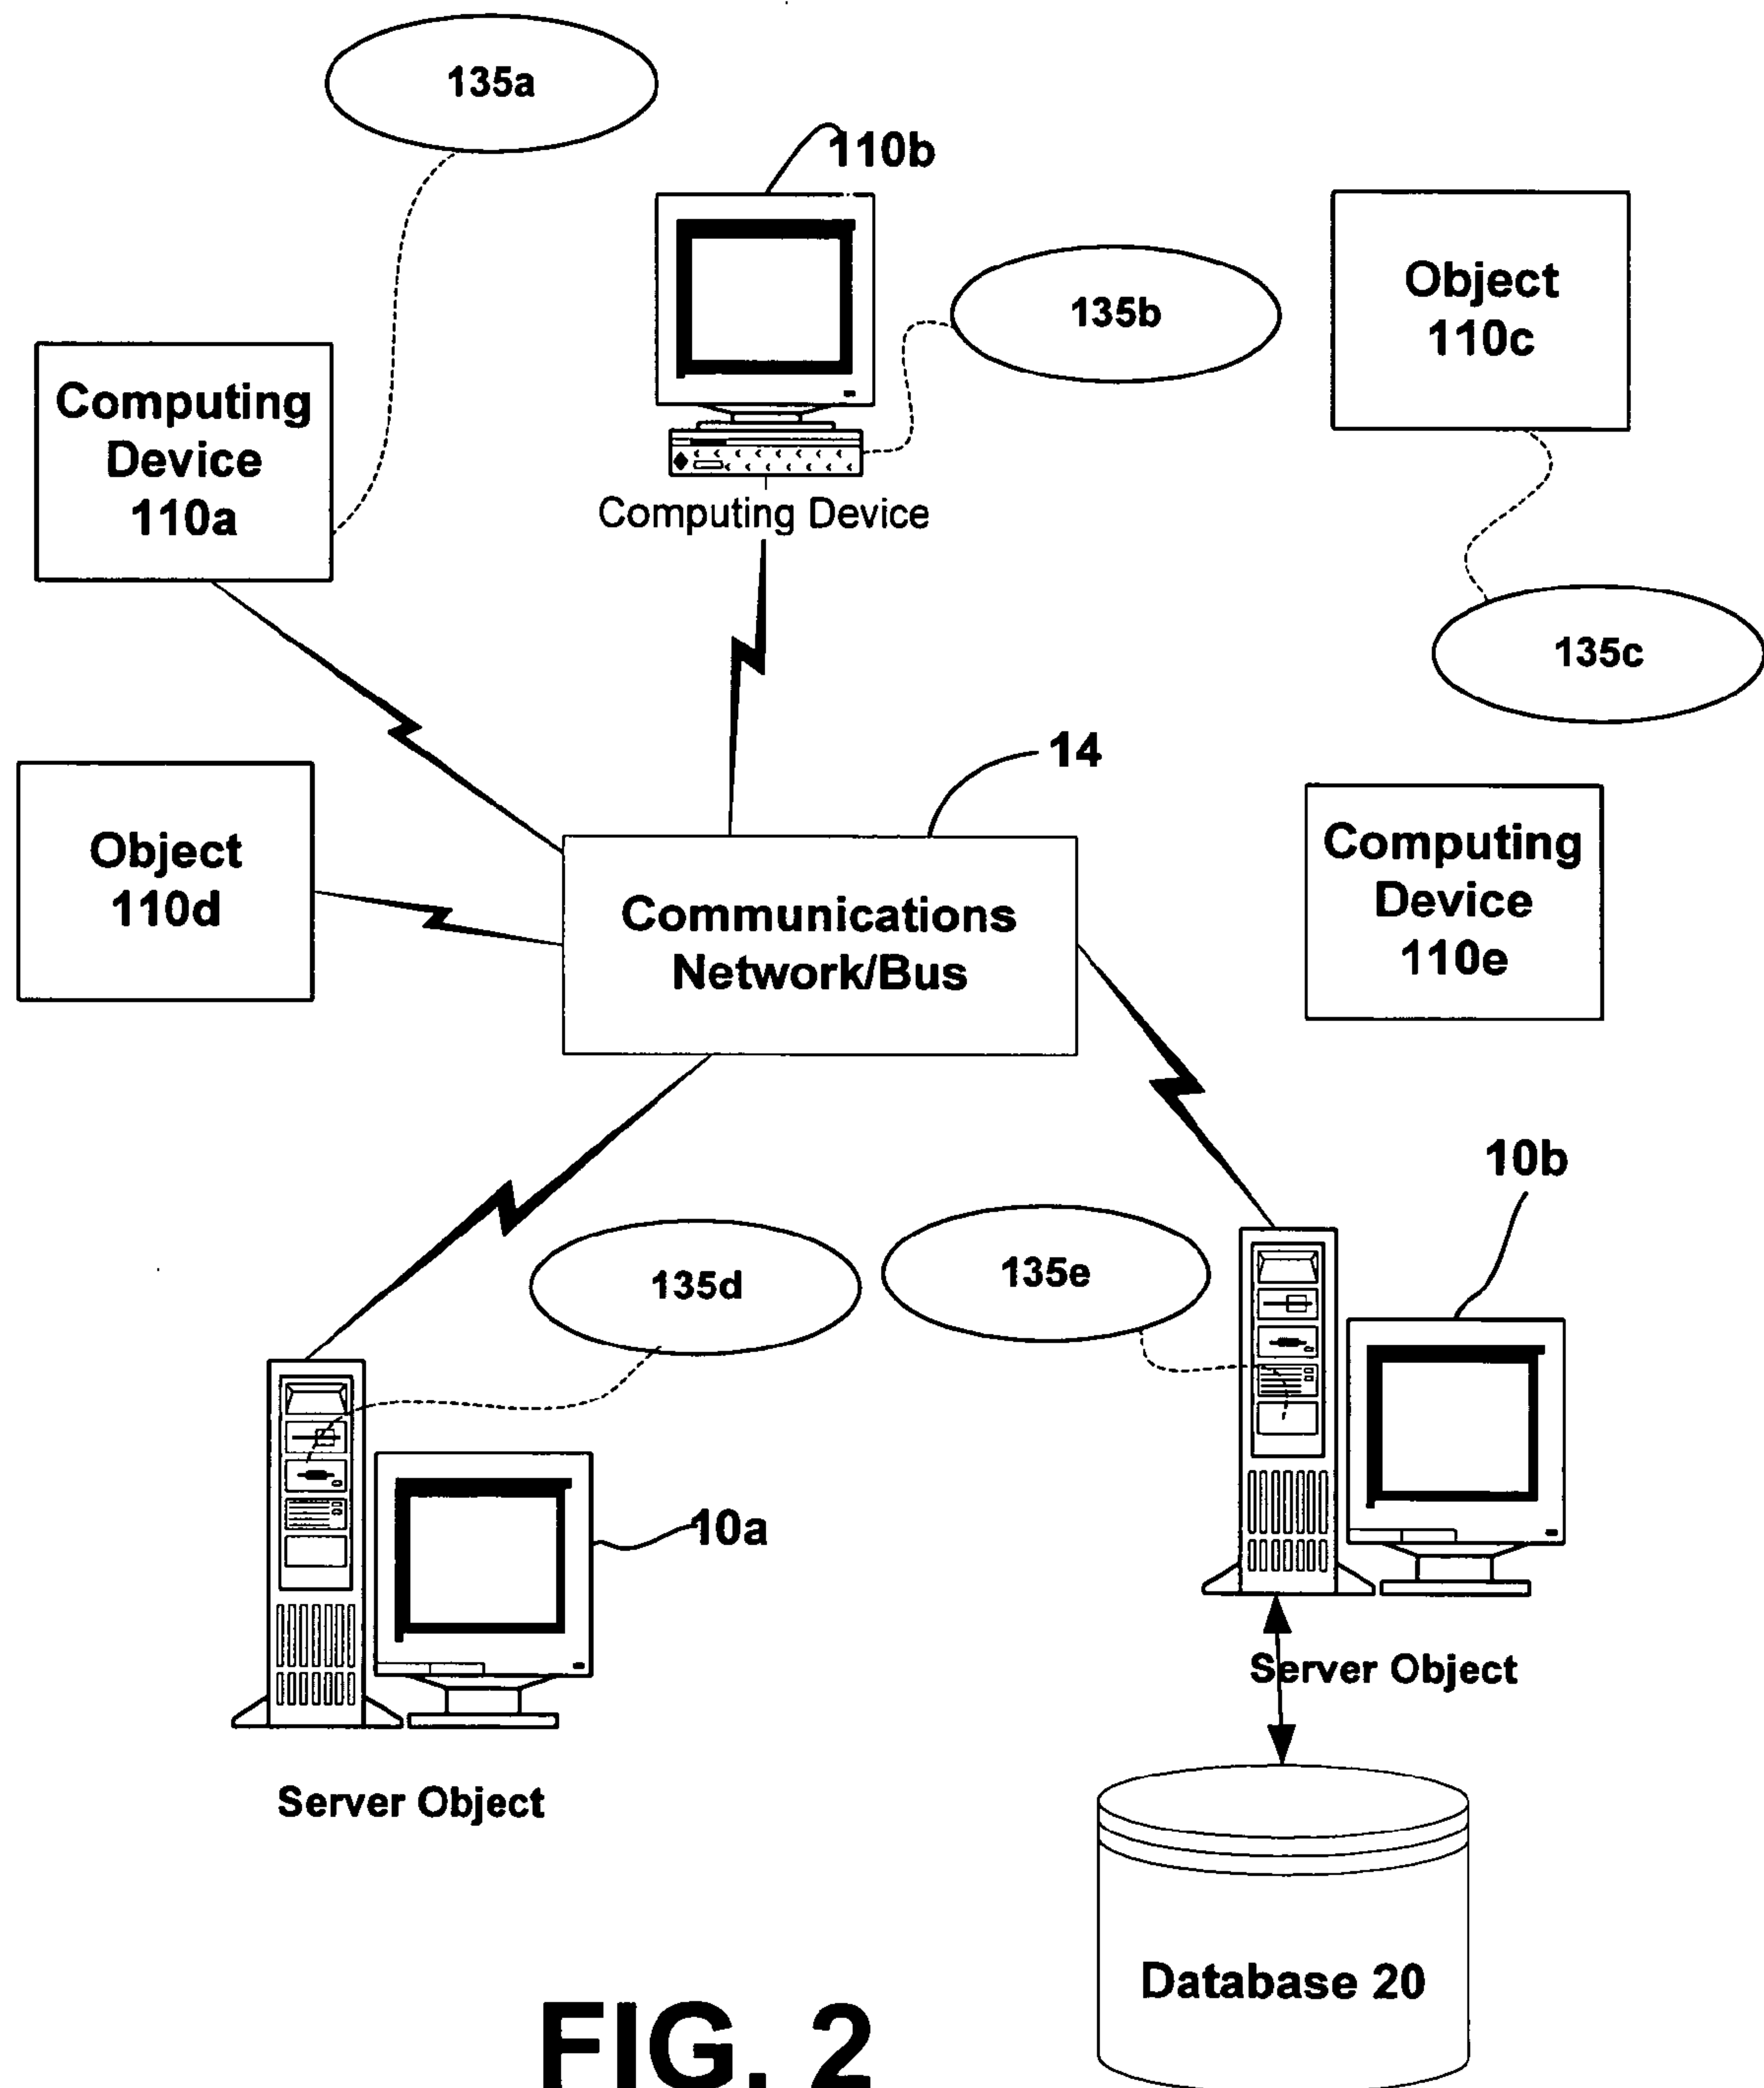 135a
110b
Object
110c
135b
Computing
Device
110a
Computing Device
135c
14
Object
110d
Communications
Network/Bus
Computing
Device
110e
10b
135d
135e
10a
Server Object
Server Object
Database 20
FIG. 2